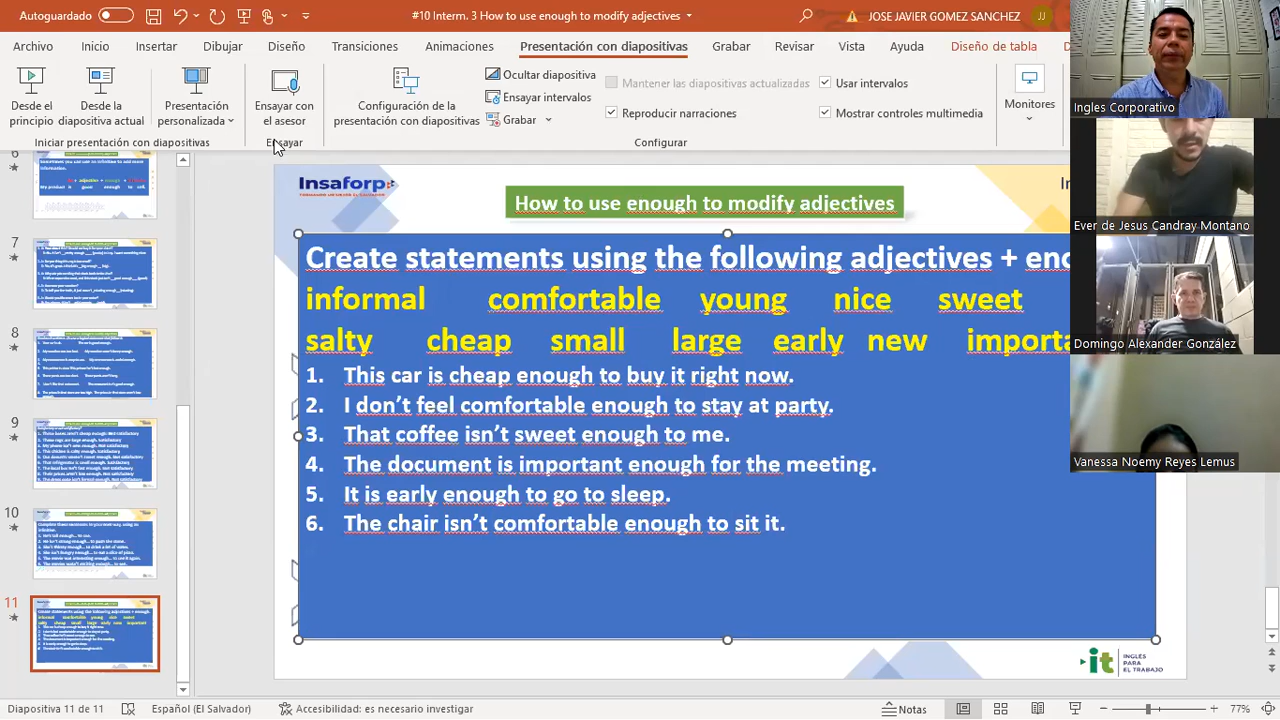 Autoguardado
#10 Interm. 3 How to use enough to modify adjectives
JOSE JAVIER GOMEZ SANCHEZ
JJ
Archivo Inicio Insertar Dibujar Diseño Transiciones Animaciones Presentación con diapositivas Grabar Revisar Vista Ayuda Diseño de tabla
Desde el principio
Desde la diapositiva actual
Presentación personalizada
Ensayar con el asesor
Configuración de la presentación con diapositivas
Ocultar diapositiva
Ensayar intervalos
Grabar
Mantener las diapositivas actualizadas
Reproducir narraciones
Usar intervalos
Mostrar controles multimedia
Monitores
Iniciar presentación con diapositivas
Ensayar
Configurar
7
8
9
10
11
Insaforp
How to use enough to modify adjectives
Create statements using the following adjectives +
informal comfortable young nice sweet
salty cheap small large early new
1. This car is cheap enough to buy it right now.
2. I don't feel comfortable enough to stay at party.
3. That coffee isn't sweet enough to me.
4. The document is important enough for the meeting.
5. It is early enough to go to sleep.
6. The chair isn't comfortable enough to sit it.
it INGLÉS PARA EL TRABAJO
Ingles Corporativo
Ever de Jesus Candray Montano
Domingo Alexander González
Vanessa Noemy Reyes Lemus
Diapositiva 11 de 11
Español (El Salvador)
Accesibilidad: es necesario investigar
Notas
77%